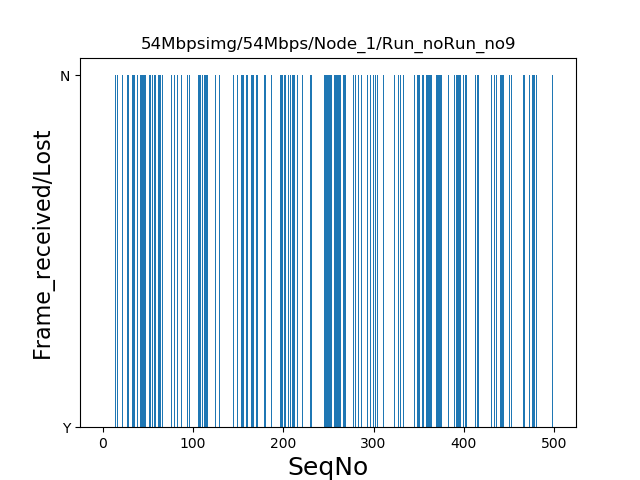 54Mbpsimg/54Mbps/Node_1/Run_noRun_no9
N
Frame_received/Lost
Y
0 100 200 300 400 500
SeqNo